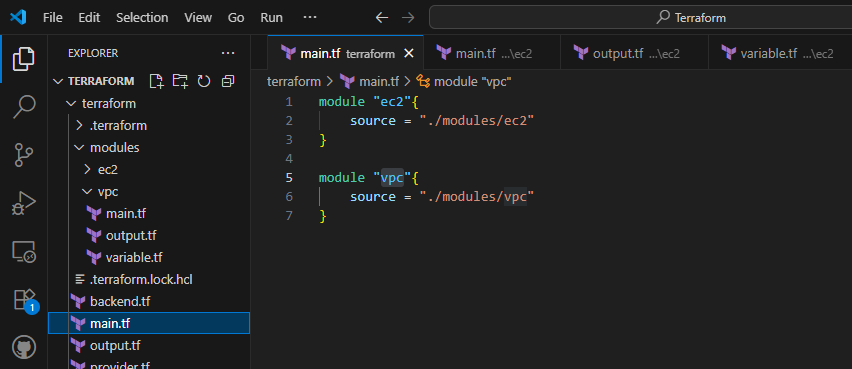 File Edit Selection View Go Run ··· Terraform
EXPLORER ···
TERRAFORM
terraform
.terraform
modules
ec2
vpc
main.tf
output.tf
variable.tf
.terraform.lock.hcl
backend.tf
main.tf
output.tf
provider.tf
1
main.tf terraform main.tf ...\ec2 output.tf ...\ec2 variable.tf ...\ec2
terraform > main.tf > module "vpc"
1 module "ec2"{
2 source = "./modules/ec2"
3 }
4
5 module "vpc"{
6 source = "./modules/vpc"
7 }